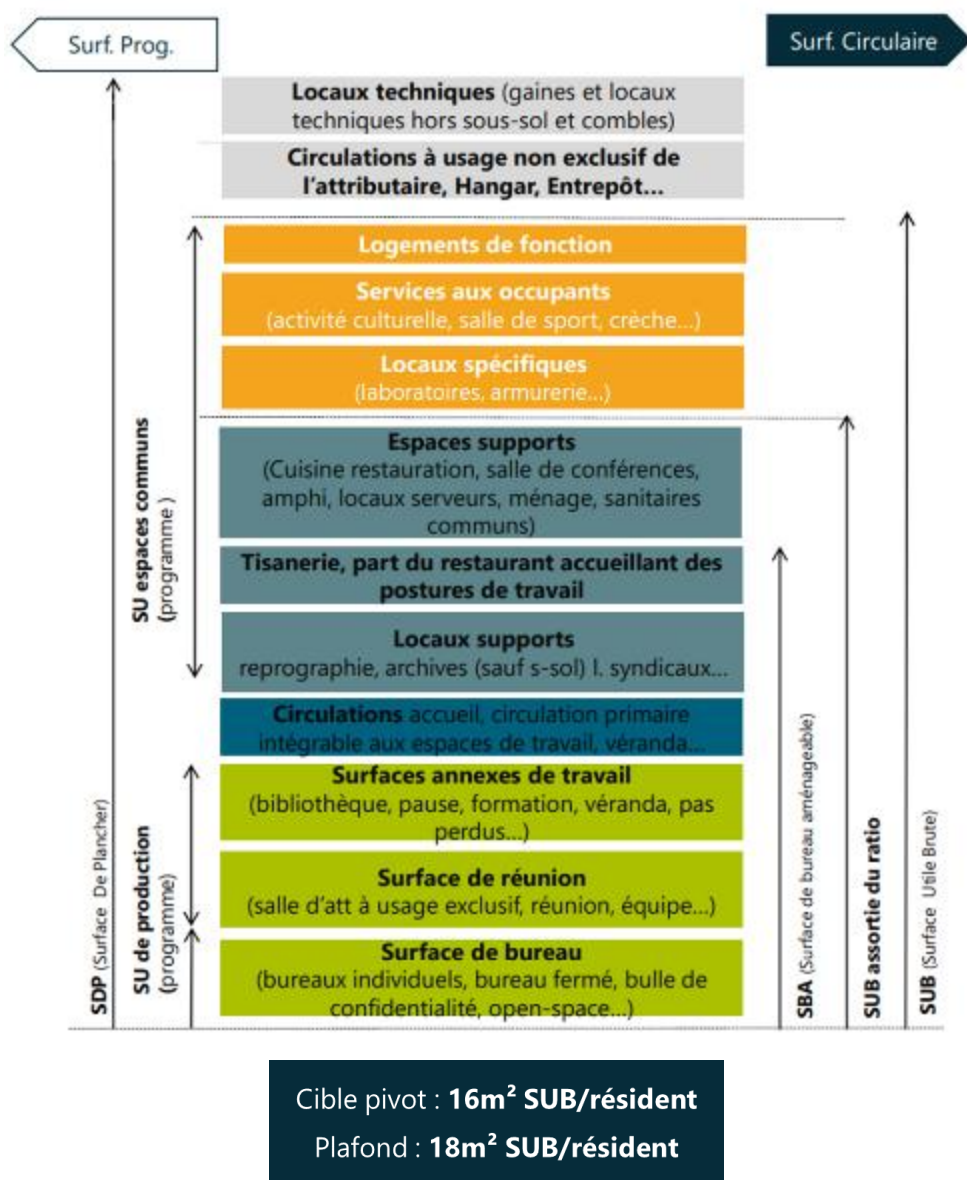 Surf. Prog.
Surf. Circulaire
Locaux techniques (gaines et locaux
techniques hors sous-sol et combles)
Circulations à usage non exclusif de
l'attributaire, Hangar, Entrepôt...
Logements de fonction
Services aux occupants
(activité culturelle, salle de sport, crèche...)
Locaux spécifiques
(laboratoires, armurerie...)
Espaces supports
(Cuisine restauration, salle de conférences,
amphi, locaux serveurs, ménage, sanitaires
communs)
Tisanerie, part du restaurant accueillant des
postures de travail
Locaux supports
reprographie, archives (sauf s-sol) l. syndicaux...
Circulations accueil, circulation primaire
intégrable aux espaces de travail, véranda...
Surfaces annexes de travail
(bibliothèque, pause, formation, véranda, pas
perdus...)
Surface de réunion
(salle d'att à usage exclusif, réunion, équipe...)
Surface de bureau
(bureaux individuels, bureau fermé, bulle de
confidentialité, open-space...)
SDP (Surface De Plancher)
SU espaces communs
(programme )
SU de production
(programme)
SBA (Surface de bureau aménageable)
SUB assortie du ratio
SUB (Surface Utile Brute)
Cible pivot : 16m² SUB/résident
Plafond : 18m² SUB/résident